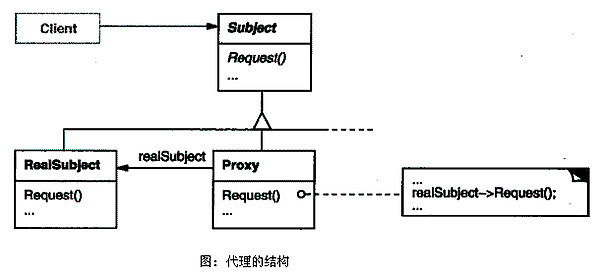 Client
Subject
Request()
...
RealSubject
Request()
...
realSubject
Proxy
Request()
...
...
realSubject->Request();
...
图：代理的结构